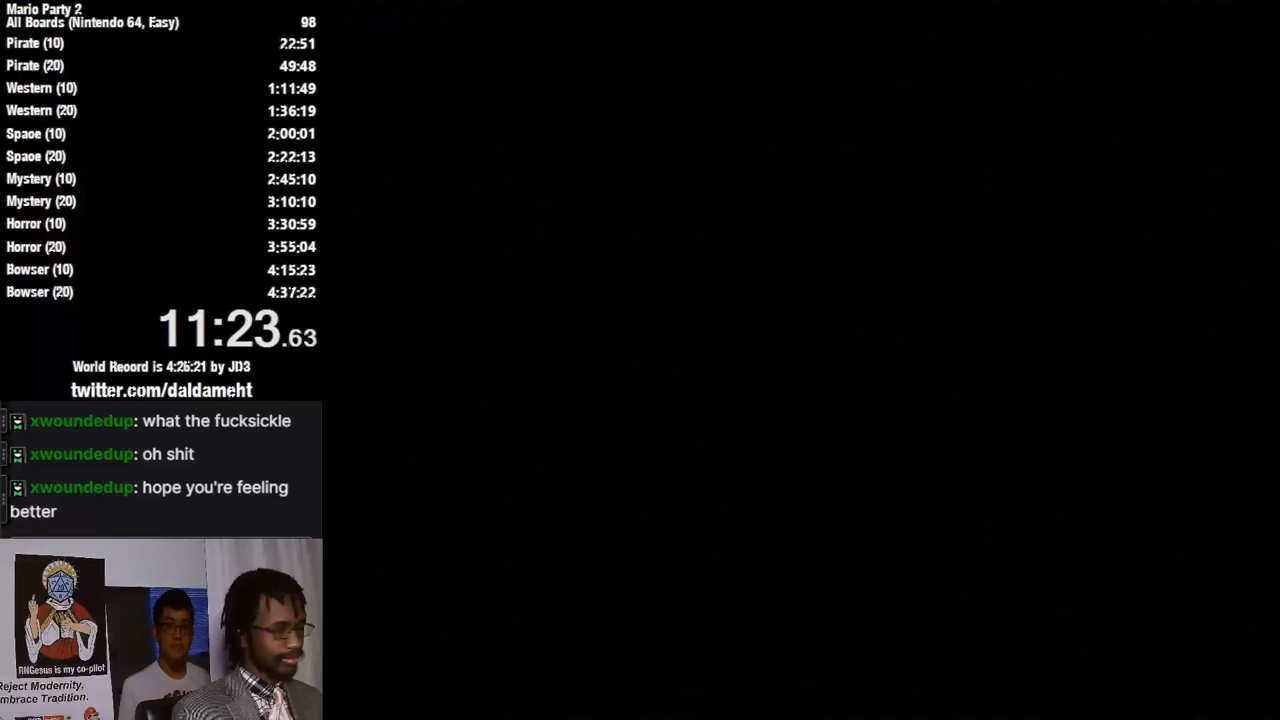 Mario Party 2
All Boards (Nintendo 64, Easy) 98
Pirate (10) 22:51
Pirate (20) 49:48
Western (10) 1:11:49
Western (20) 1:36:19
Space (10) 2:00:01
Space (20) 2:22:13
Mystery (10) 2:45:10
Mystery (20) 3:10:10
Horror (10) 3:30:59
Horror (20) 3:55:04
Bowser (10) 4:15:23
Bowser (20) 4:37:22
11:23.63
World Record is 4:26:21 by JD3
twitter.com/daldameht
xwoundedup: what the fucksickle
xwoundedup: oh shit
xwoundedup: hope you're feeling
better
RNGesus is my co-pilot
Reject Modernity,
Embrace Tradition.